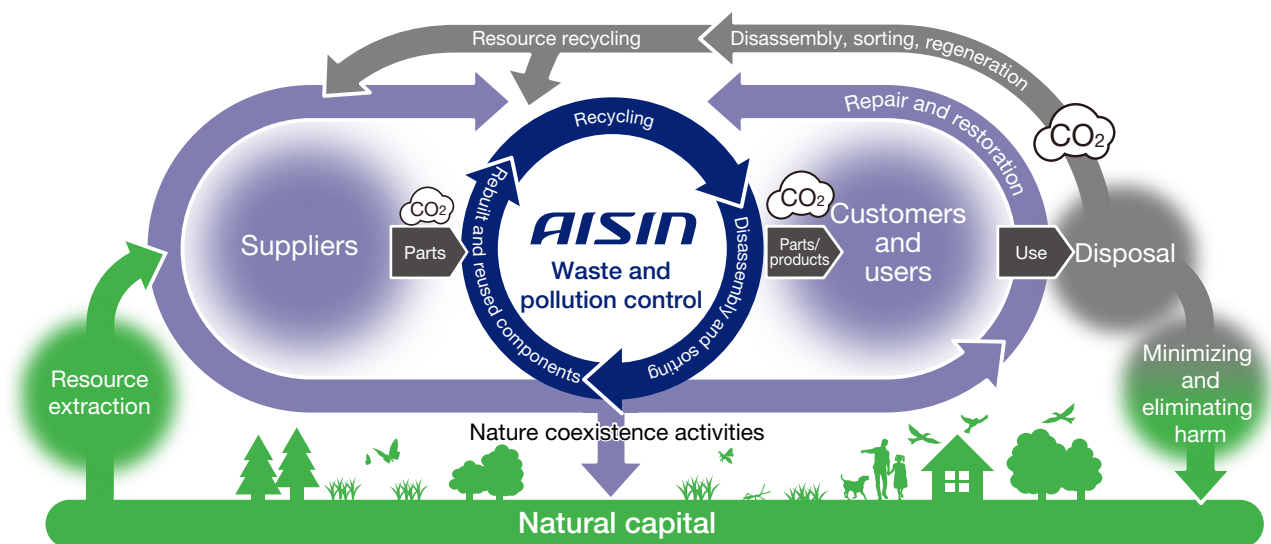 Resource recycling
Disassembly, sorting, regeneration
Repair and restoration
CO₂
Recycling
Rebuilt and reused components
Disassembly and sorting
Suppliers
CO₂
Parts
AISIN
Waste and
pollution control
CO₂
Parts/
products
Customers
and
users
Use
Disposal
Resource
extraction
Minimizing
and
eliminating
harm
Nature coexistence activities
Natural capital